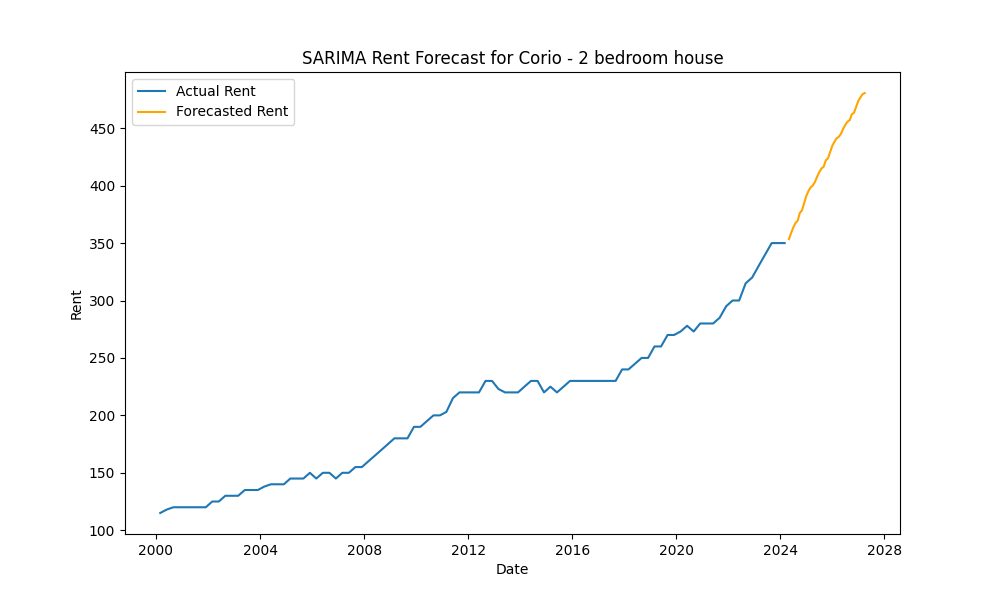 SARIMA Rent Forecast for Corio - 2 bedroom house
Actual Rent
Forecasted Rent
450
400
350
300
250
200
150
100
Rent
2000 2004 2008 2012 2016 2020 2024 2028
Date